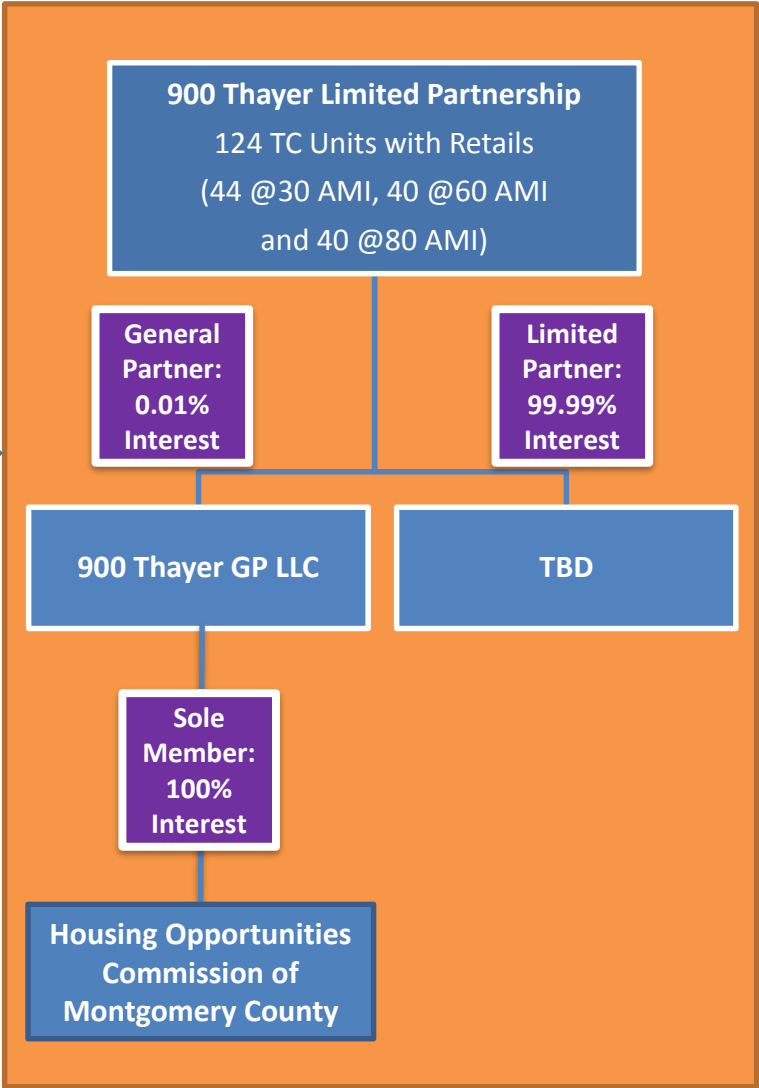 900 Thayer Limited Partnership
124 TC Units with Retails
(44 @30 AMI, 40 @60 AMI
and 40 @80 AMI)
General
Partner:
0.01%
Interest
Limited
Partner:
99.99%
Interest
900 Thayer GP LLC
TBD
Sole
Member:
100%
Interest
Housing Opportunities
Commission of
Montgomery County